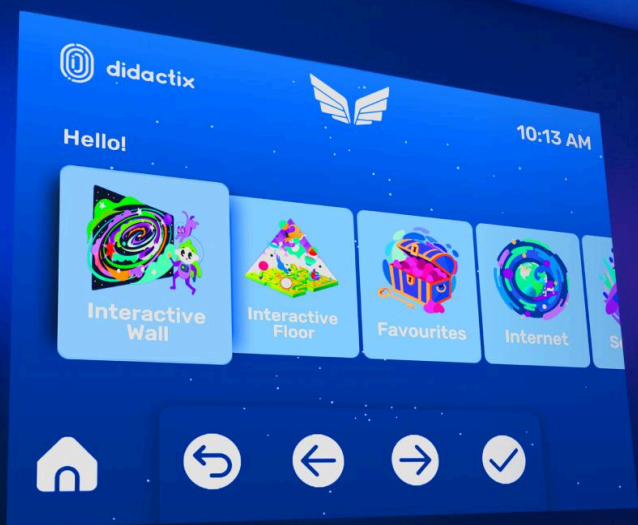 didactix
10:13 AM
Hello!
Interactive
Wall
Interactive
Floor
Favourites
Internet